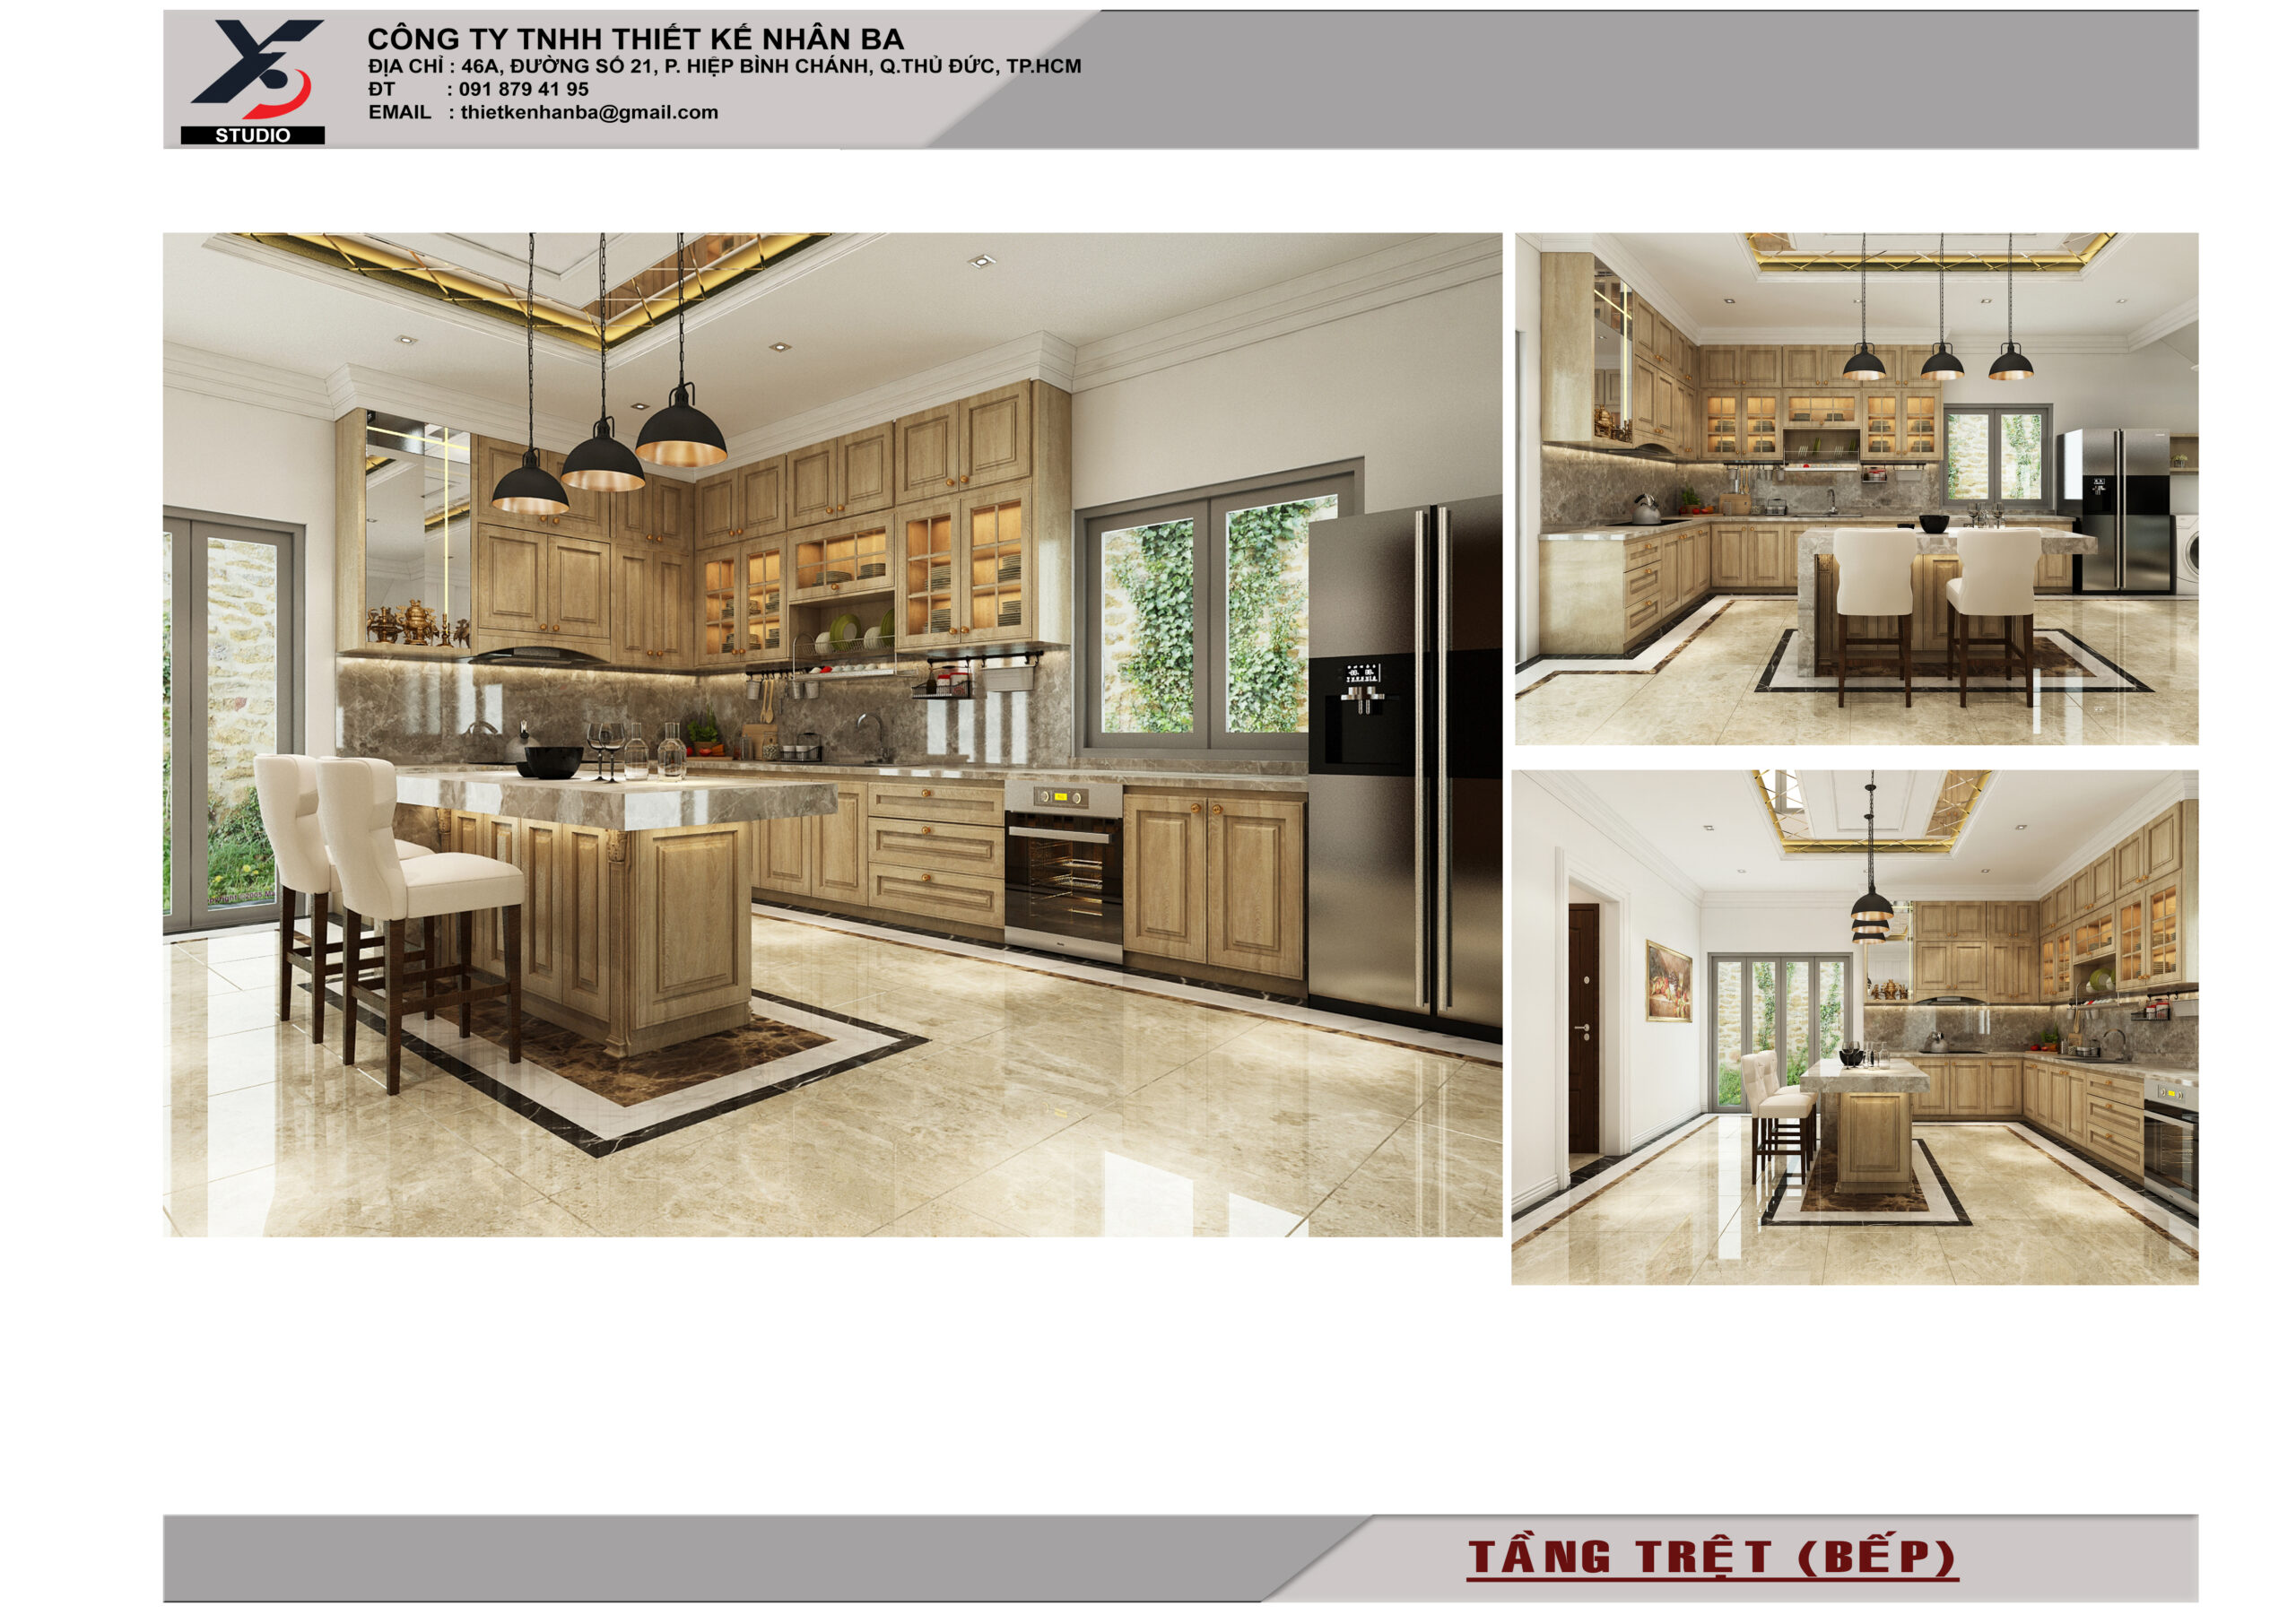 CÔNG TY TNHH THIẾT KẾ NHÂN BA
ĐỊA CHỈ : 46A, ĐƯỜNG SỐ 21, P. HIỆP BÌNH CHÁNH, Q.THỦ ĐỨC, TP.HCM
ĐT : 091 879 41 95
EMAIL : thietkenhanba@gmail.com
STUDIO
TẦNG TRỆT (BẾP)